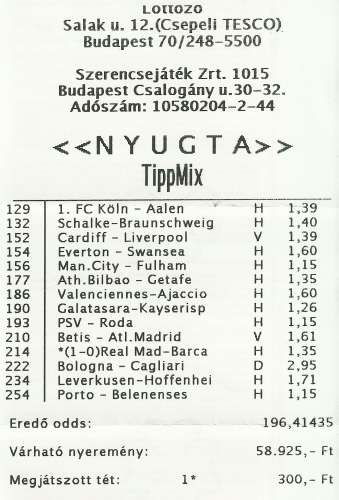 Lottozó
Salak u. 12.(Csepeli TESCO)
Budapest 70/248-5500
Szerencsejáték Zrt. 1015
Budapest Csalogány u.30-32.
Adószám: 10580204-2-44
<<NYUGTA>>
TippMix
129 1. FC Köln - Aalen H 1,39
132 Schalke-Braunschweig H 1,40
152 Cardiff - Liverpool V 1,39
154 Everton - Swansea H 1,60
156 Man.City - Fulham H 1,15
177 Ath.Bilbao - Getafe H 1,35
186 Valenciennes-Ajaccio H 1,60
190 Galatasara-Kayserisp H 1,26
193 PSV - Roda H 1,15
210 Betis - Atl.Madrid V 1,61
214 *(1-0)Real Mad-Barca H 1,35
222 Bologna - Cagliari D 2,95
234 Leverkusen-Hoffenhei H 1,71
254 Porto - Belenenses H 1,15
Eredő odds: 196,41435
Várható nyeremény: 58.925,- Ft
Megjátszott tét: 1* 300,- Ft